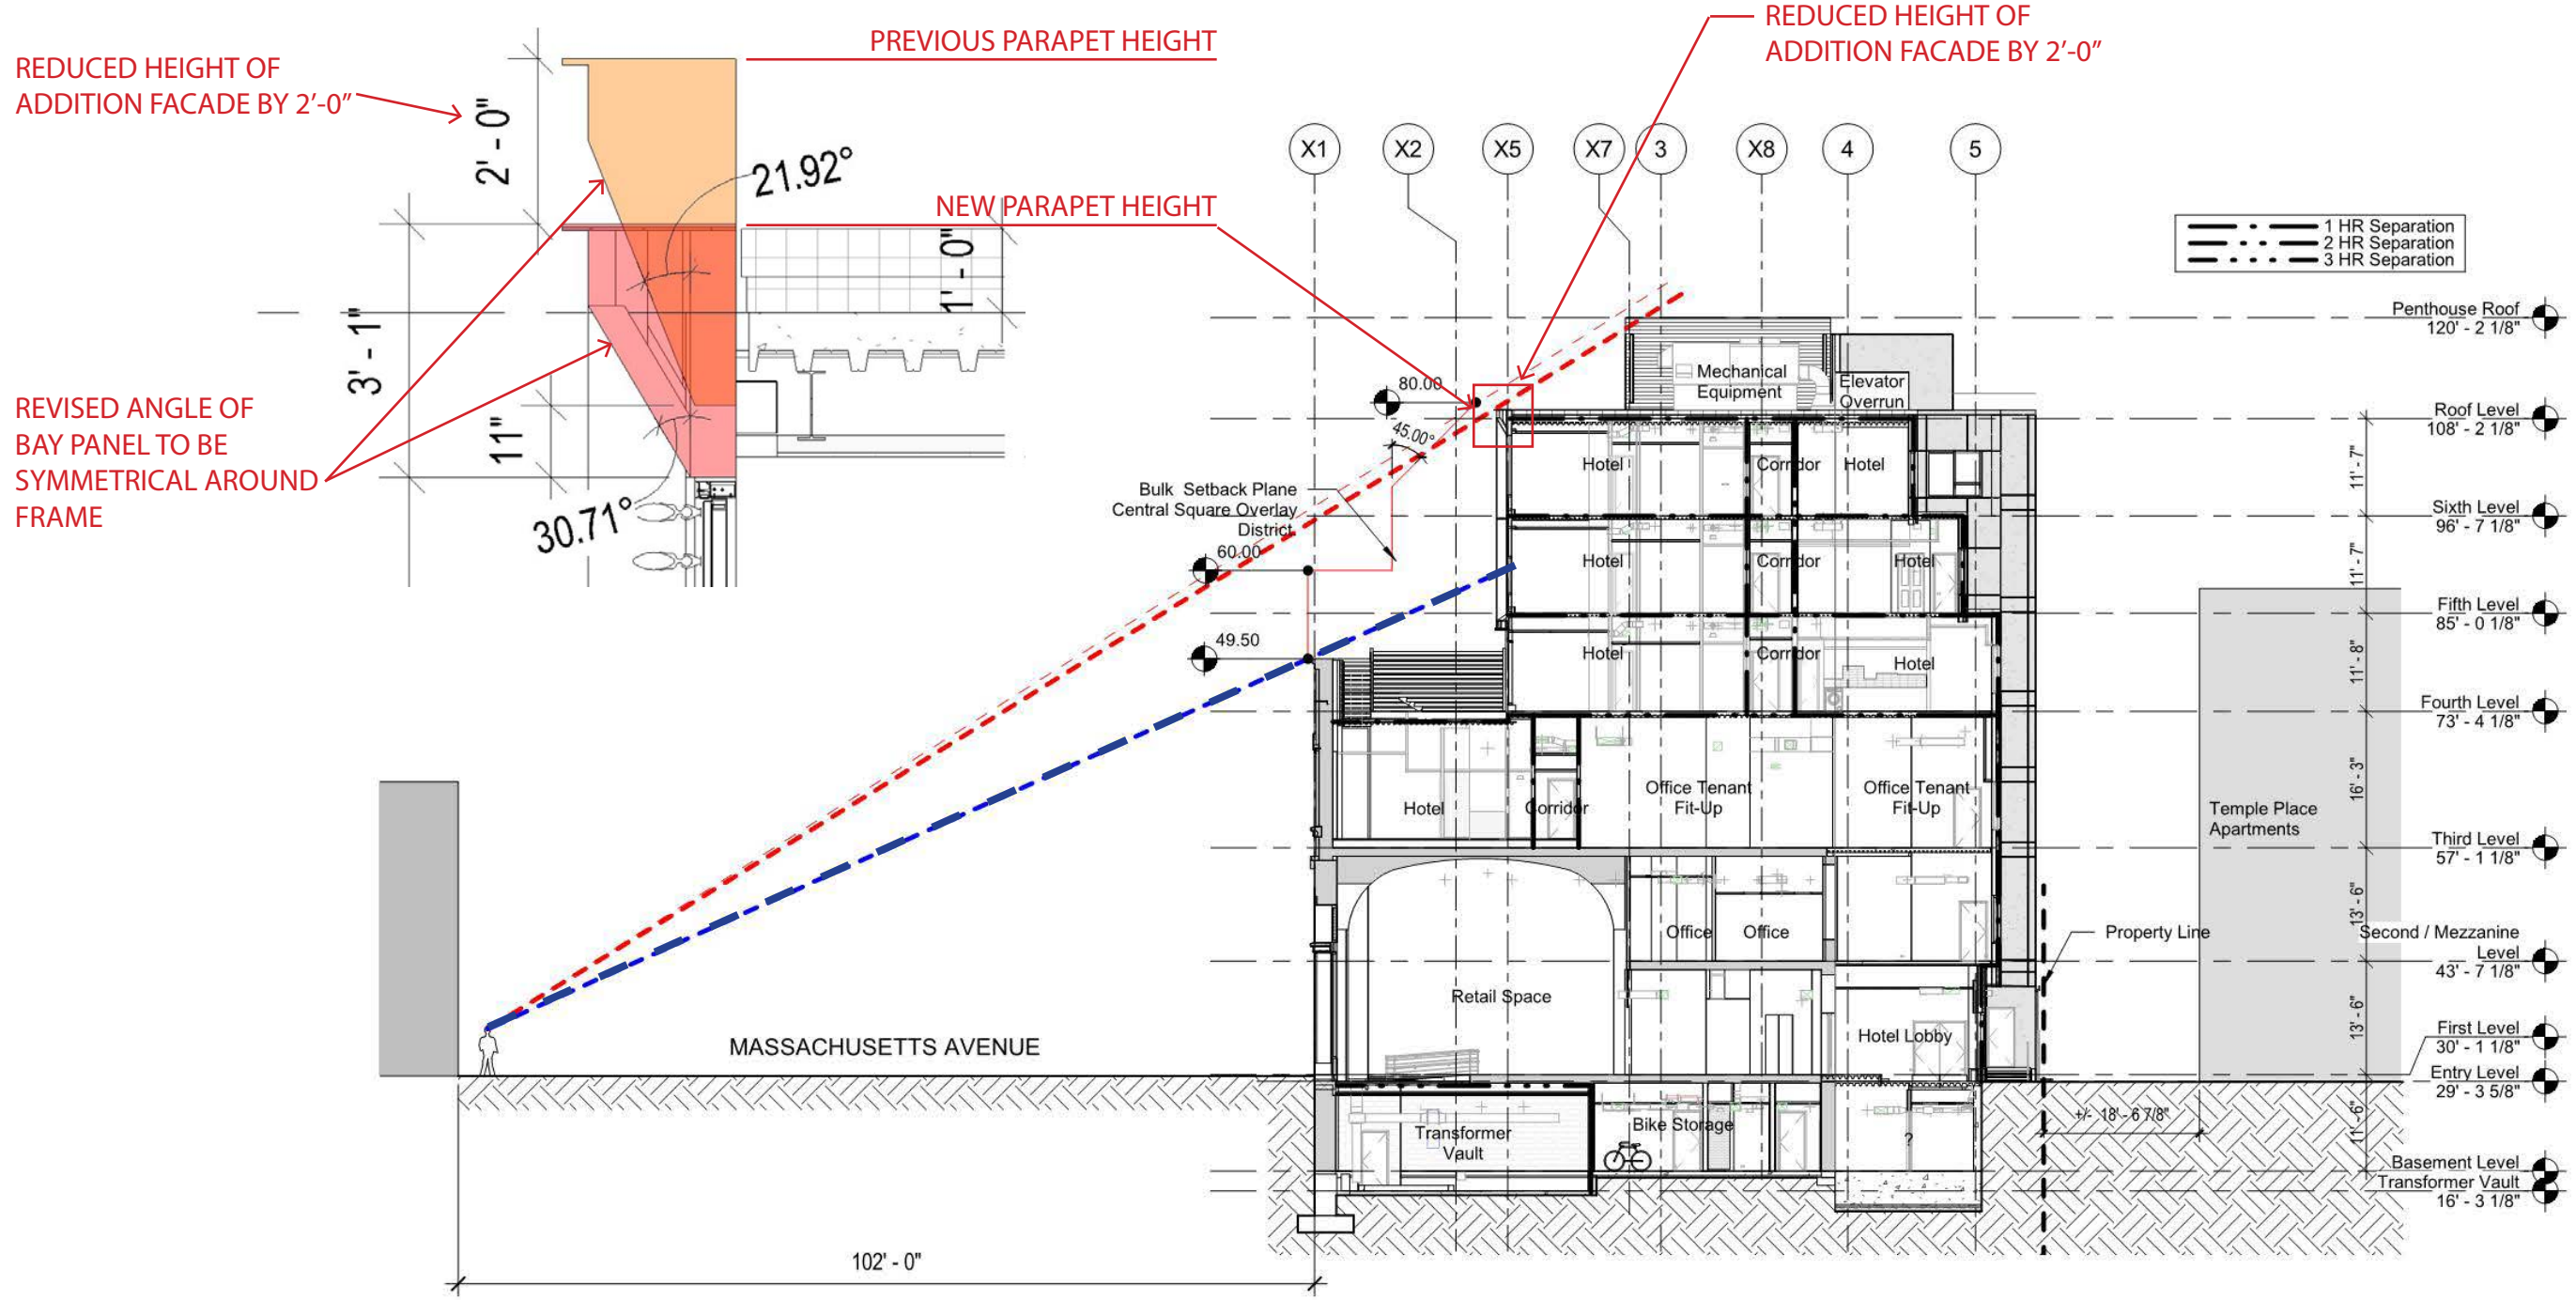 REDUCED HEIGHT OF
ADDITION FACADE BY 2’-0”
PREVIOUS PARAPET HEIGHT
REDUCED HEIGHT OF
ADDITION FACADE BY 2’-0”
2' - 0"
21.92°
NEW PARAPET HEIGHT
1' - 0"
3' - 1"
11"
30.71°
REVISED ANGLE OF
BAY PANEL TO BE
SYMMETRICAL AROUND
FRAME
X1
X2
X5
X7
3
X8
4
5
1 HR Separation
2 HR Separation
3 HR Separation
Penthouse Roof
120' - 2 1/8"
Mechanical
Equipment
Elevator
Overrun
80.00
45.00°
Roof Level
108' - 2 1/8"
Hotel
Corridor
Hotel
11' - 7"
Bulk Setback Plane
Central Square Overlay
District
Sixth Level
96' - 7 1/8"
60.00
Hotel
Corridor
Hotel
11' - 7"
Fifth Level
85' - 0 1/8"
49.50
Hotel
Corridor
Hotel
11' - 8"
Fourth Level
73' - 4 1/8"
Hotel
Corridor
Office Tenant
Fit-Up
Office Tenant
Fit-Up
16' - 3"
Temple Place
Apartments
Third Level
57' - 1 1/8"
Office
Office
13' - 6"
Property Line
Second / Mezzanine
Level
43' - 7 1/8"
Retail Space
13' - 6"
Hotel Lobby
First Level
30' - 1 1/8"
MASSACHUSETTS AVENUE
Entry Level
29' - 3 5/8"
+/- 18' - 6 7/8"
11' - 6"
Transformer
Vault
Bike Storage
?
Basement Level
Transformer Vault
16' - 3 1/8"
102' - 0"